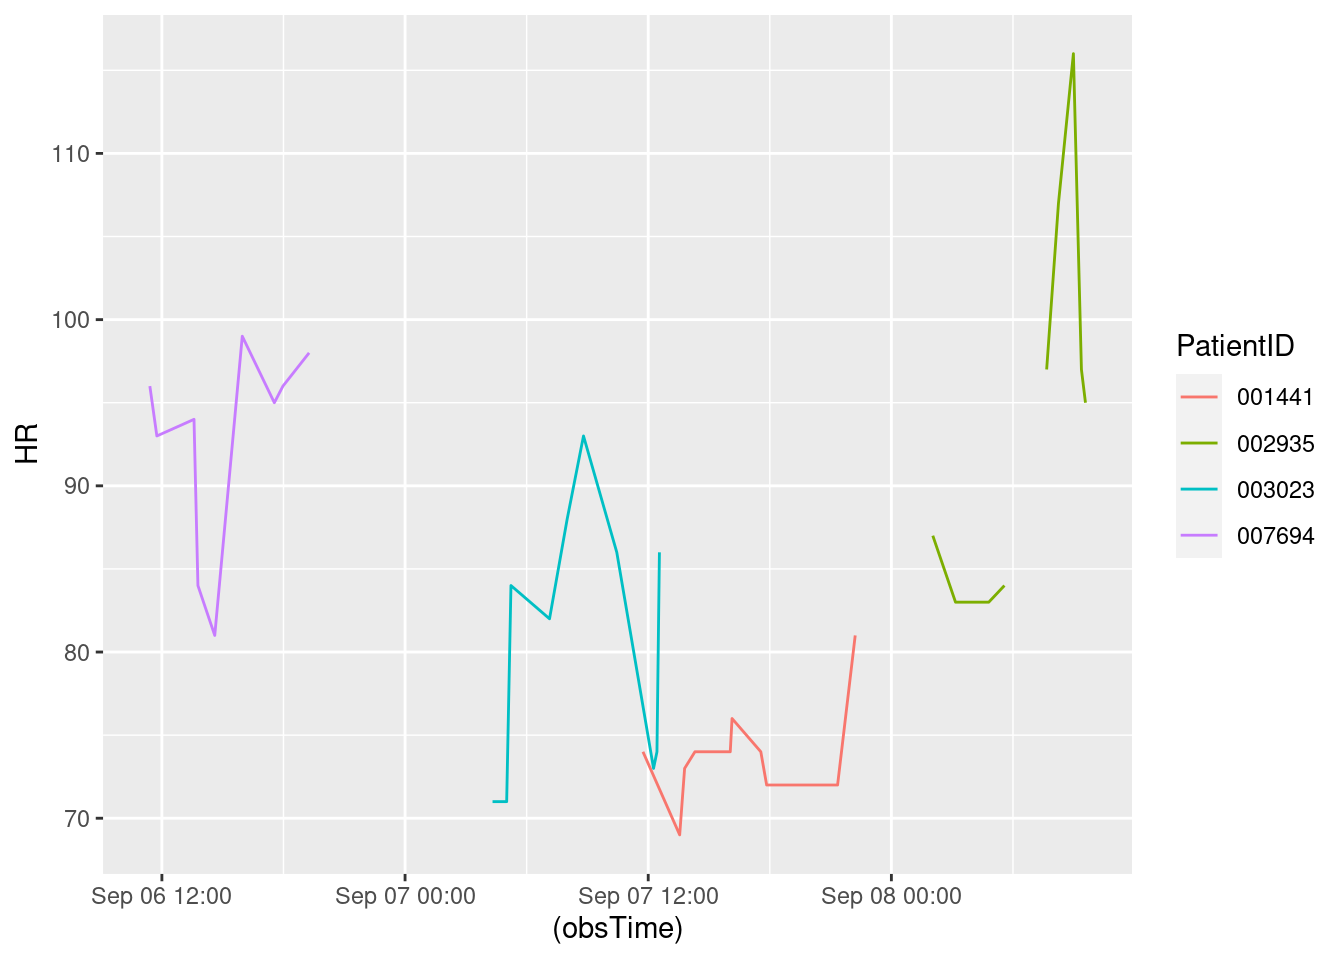 HR
110
100
90
80
70
Sep 06 12:00
Sep 07 00:00
Sep 07 12:00
Sep 08 00:00
(obsTime)
PatientID
001441
002935
003023
007694